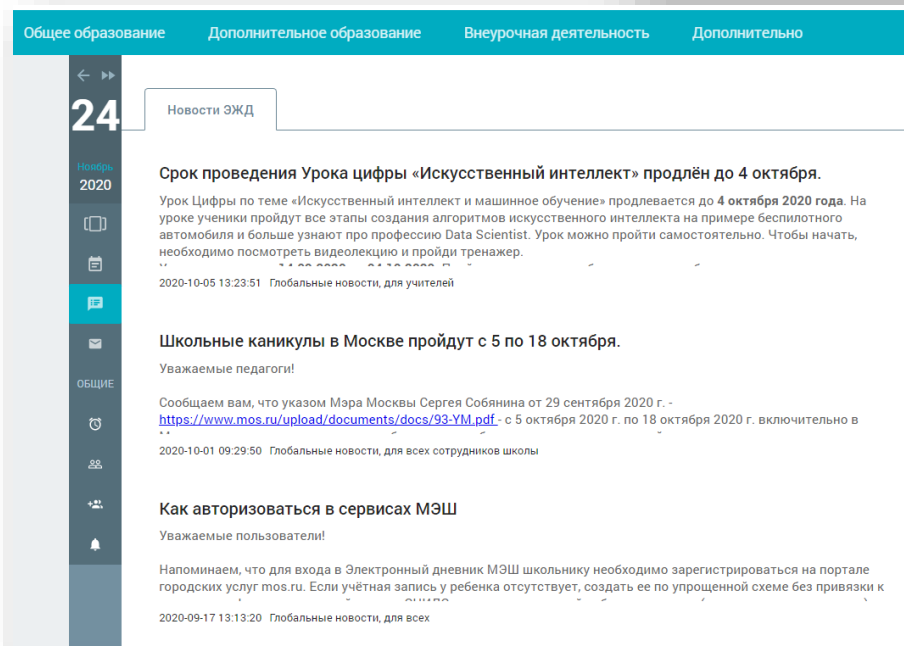 Общее образование Дополнительное образование Внеурочная деятельность Дополнительно
24
Ноябрь
2020
ОБЩИЕ
Новости ЭЖД
Срок проведения Урока цифры «Искусственный интеллект» продлён до 4 октября.
Урок Цифры по теме «Искусственный интеллект и машинное обучение» продлевается до 4 октября 2020 года. На
уроке ученики пройдут все этапы создания алгоритмов искусственного интеллекта на примере беспилотного
автомобиля и больше узнают про профессию Data Scientist. Урок можно пройти самостоятельно. Чтобы начать,
необходимо посмотреть видеолекцию и пройди тренажер.
2020-10-05 13:23:51 Глобальные новости, для учителей
Школьные каникулы в Москве пройдут с 5 по 18 октября.
Уважаемые педагоги!
Сообщаем вам, что указом Мэра Москвы Сергея Собянина от 29 сентября 2020 г. -
https://www.mos.ru/upload/documents/docs/93-YM.pdf - с 5 октября 2020 г. по 18 октября 2020 г. включительно в
2020-10-01 09:29:50 Глобальные новости, для всех сотрудников школы
Как авторизоваться в сервисах МЭШ
Уважаемые пользователи!
Напоминаем, что для входа в Электронный дневник МЭШ школьнику необходимо зарегистрироваться на портале
городских услуг mos.ru. Если учётная запись у ребенка отсутствует, создать ее по упрощенной схеме без привязки к
2020-09-17 13:13:20 Глобальные новости, для всех